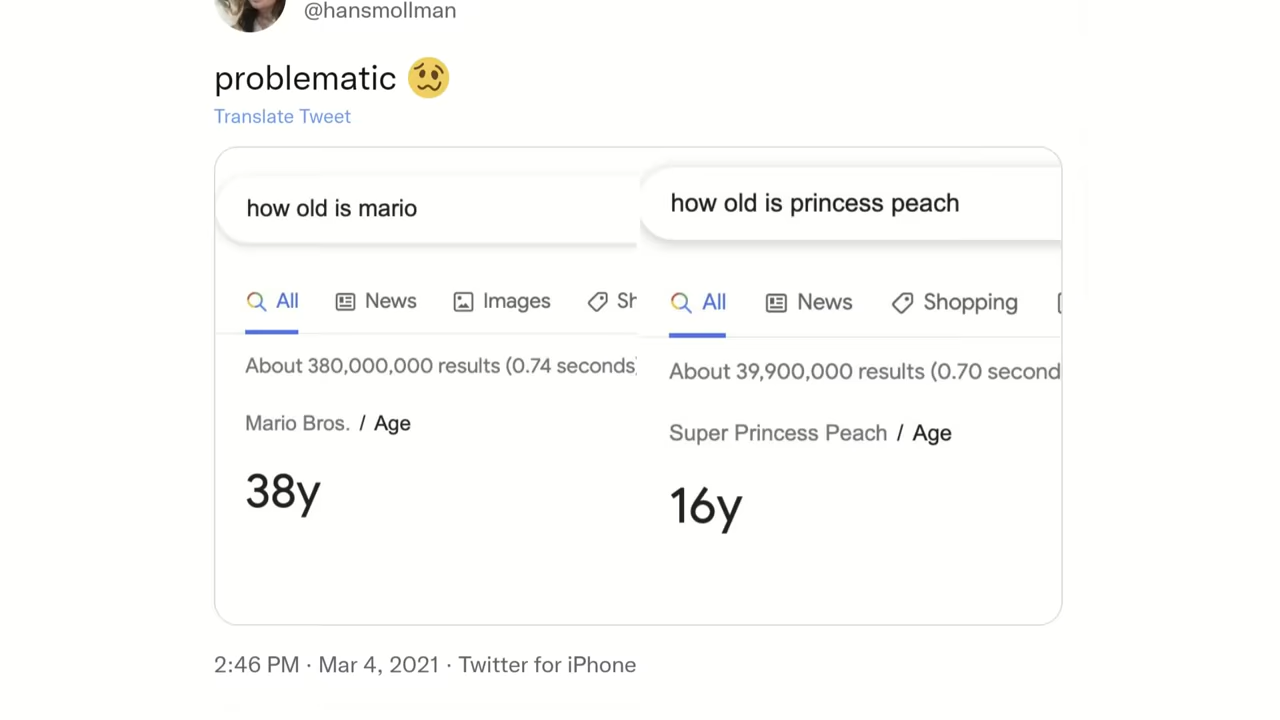 @hansmollman
problematic 🥴
Translate Tweet
how old is mario
All News Images Sh
About 380,000,000 results (0.74 seconds)
Mario Bros. / Age
38y
how old is princess peach
All News Shopping
About 39,900,000 results (0.70 second
Super Princess Peach / Age
16y
2:46 PM · Mar 4, 2021 · Twitter for iPhone